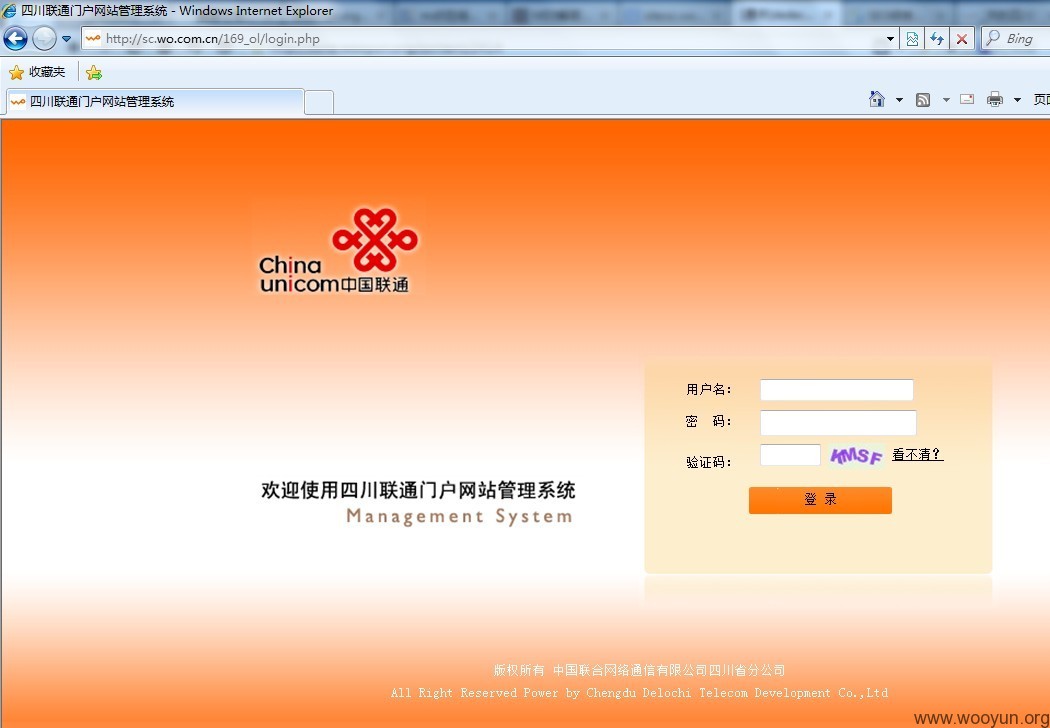 四川联通门户网站管理系统 - Windows Internet Explorer
http://sc.wo.com.cn/169_ol/login.php
Bing
收藏夹
四川联通门户网站管理系统
China
unicom中国联通
用户名：
密 码：
验证码： KMSF 看不清？
登 录
欢迎使用四川联通门户网站管理系统
Management System
版权所有 中国联合网络通信有限公司四川省分公司
All Right Reserved Power by Chengdu Delochi Telecom Development Co.,Ltd
www.wooyun.org